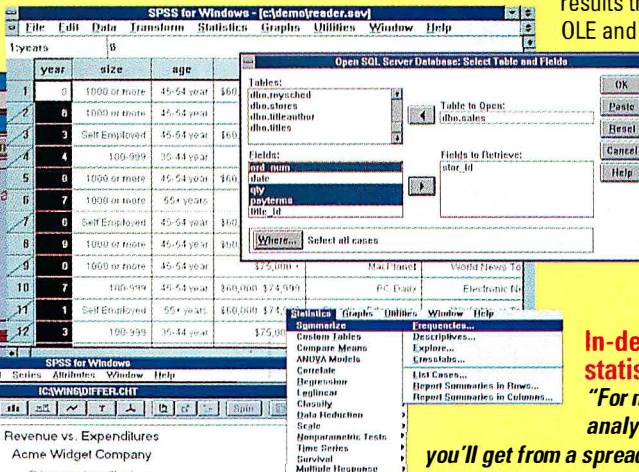 results th
OLE and
SPSS for Windows - [c:\demo\reader.sav]
File Edit Data Transform Statistics Graphs Utilities Window Help
1:years 8
year size age
1 8 1000 or more 45-54 year $60
2 8 1000 or more 45-54 year
3 3 Self Employed 45-54 year $60
4 4 100-999 35-44 year
5 8 1000 or more 45-54 year $60
6 7 1000 or more 55+ years
7 Self Employed 45-54 year $60
8 9 1000 or more 45-54 year
9 1000 or more 45-54 year $75,000 + MacPlanet World News To
10 7 100-999 45-54 year $60,000 $74,999 PC Daily Electronic
11 1 Self Employed 55+ years $60,000
12 3 100-999 35-44 year $75,00
Open SQL Server Database: Select Table and Fields
Tables:
dbo.roysched
dbo.stores
dbo.titleauthor
dbo.titles
Table to Open:
dbo.sales
Fields:
ord_num
date
qty
payterms
title_id
Fields to Retrieve:
stor_id
Where... Select all cases
OK
Paste
Reset
Cancel
Help
Statistics Graphs Utilities Window Help
Summarize
Custom Tables
Compare Means
ANOVA Models
Correlate
Regression
Loglinear
Classify
Data Reduction
Scale
Nonparametric Tests
Time Series
Survival
Multiple Response
Frequencies...
Descriptives...
Explore...
Crosstabs...
List Cases...
Report Summaries in Rows...
Report Summaries in Columns...
SPSS for Windows
Series Attributes Window Help
[C:\WIN6\DIFFER.CHT
Spin
Revenue vs. Expenditures
Acme Widget Company
In-de
statis
"For m
analy
you'll get from a spread